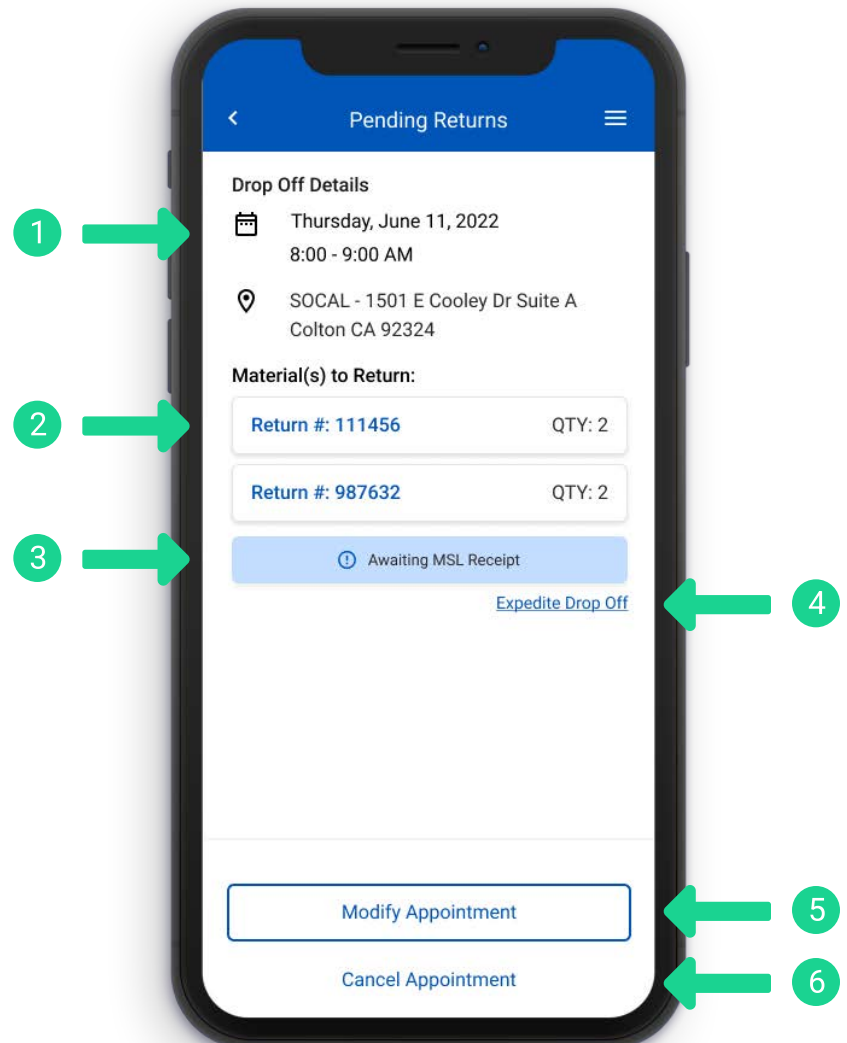 Pending Returns
Drop Off Details
1
Thursday, June 11, 2022
8:00 - 9:00 AM
SOCAL - 1501 E Cooley Dr Suite A
Colton CA 92324
Material(s) to Return:
2
Return #: 111456 QTY: 2
Return #: 987632 QTY: 2
3
Awaiting MSL Receipt
Expedite Drop Off
4
Modify Appointment
5
Cancel Appointment
6